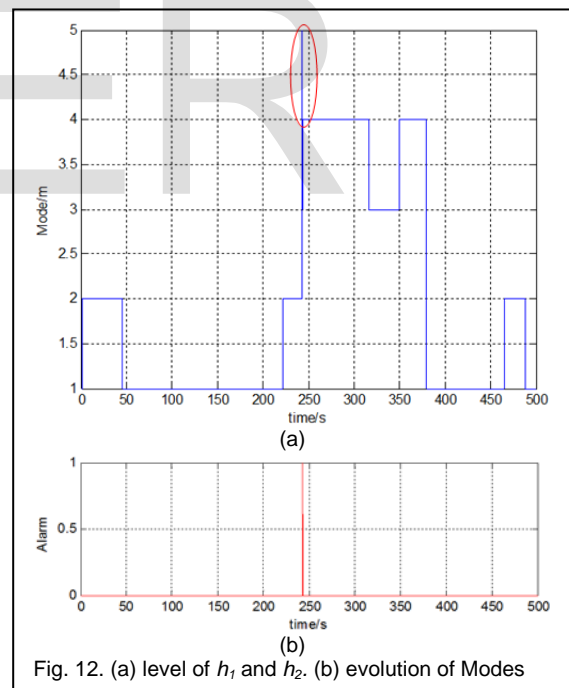 ER
5
4.5
4
3.5
3
2.5
2
1.5
1
Mode/m
0 50 100 150 200 250 300 350 400 450 500
time/s
(a)
1
0.5
0
Alarm
0 50 100 150 200 250 300 350 400 450 500
time/s
(b)
Fig. 12. (a) level of h1 and h2. (b) evolution of Modes